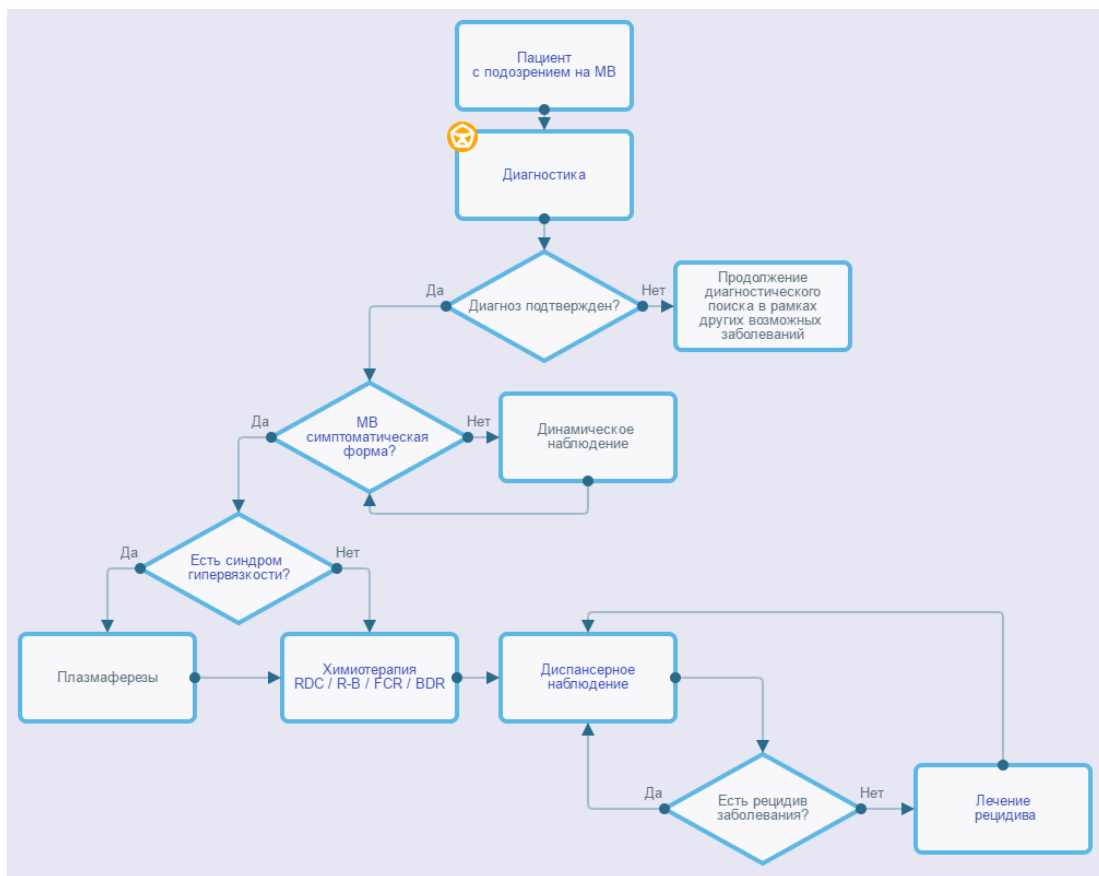 Пациент
с подозрением на МВ
Диагностика
Да
Диагноз подтвержден?
Нет
Продолжение
диагностического
поиска в рамках
других возможных
заболеваний
Да
МВ
симптоматическая
форма?
Нет
Динамическое
наблюдение
Да
Есть синдром
гипервязкости?
Нет
Плазмаферезы
Химиотерапия
RDC / R-B / FCR / BDR
Диспансерное
наблюдение
Да
Есть рецидив
заболевания?
Нет
Лечение
рецидива